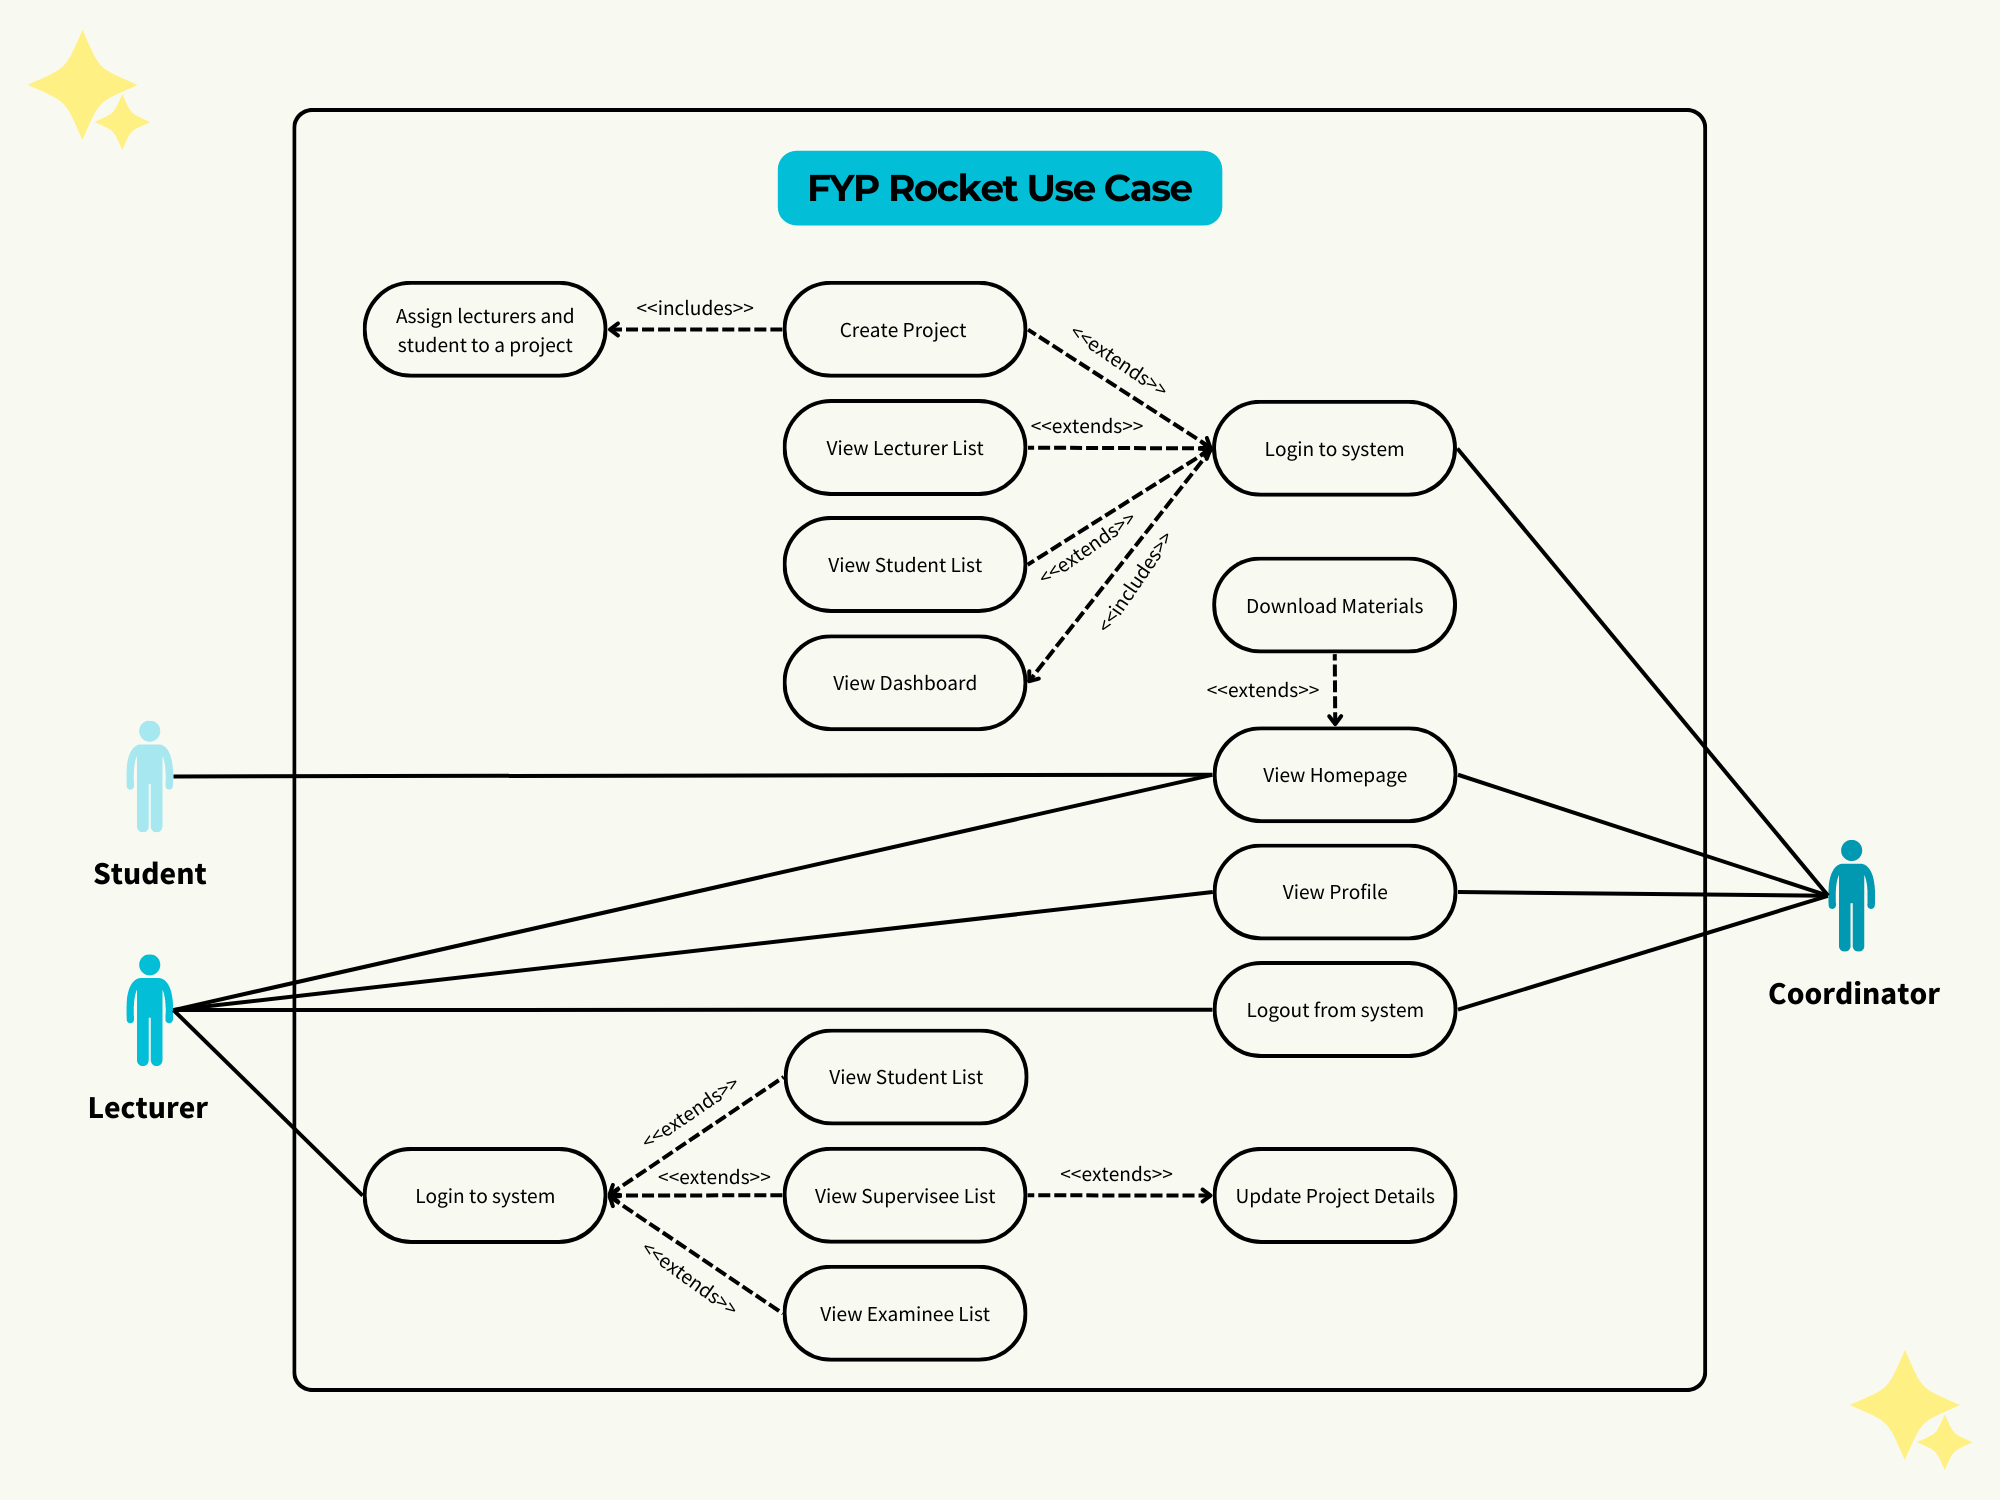 FYP Rocket Use Case
Assign lecturers and
student to a project
<<includes>>
Create Project
<<extends>>
View Lecturer List
<<extends>>
Login to system
View Student List
<<extends>>
<<includes>>
Download Materials
View Dashboard
<<extends>>
View Homepage
Student
View Profile
Coordinator
Logout from system
Lecturer
View Student List
<<extends>>
Login to system
<<extends>>
View Supervisee List
<<extends>>
Update Project Details
<<extends>>
View Examinee List